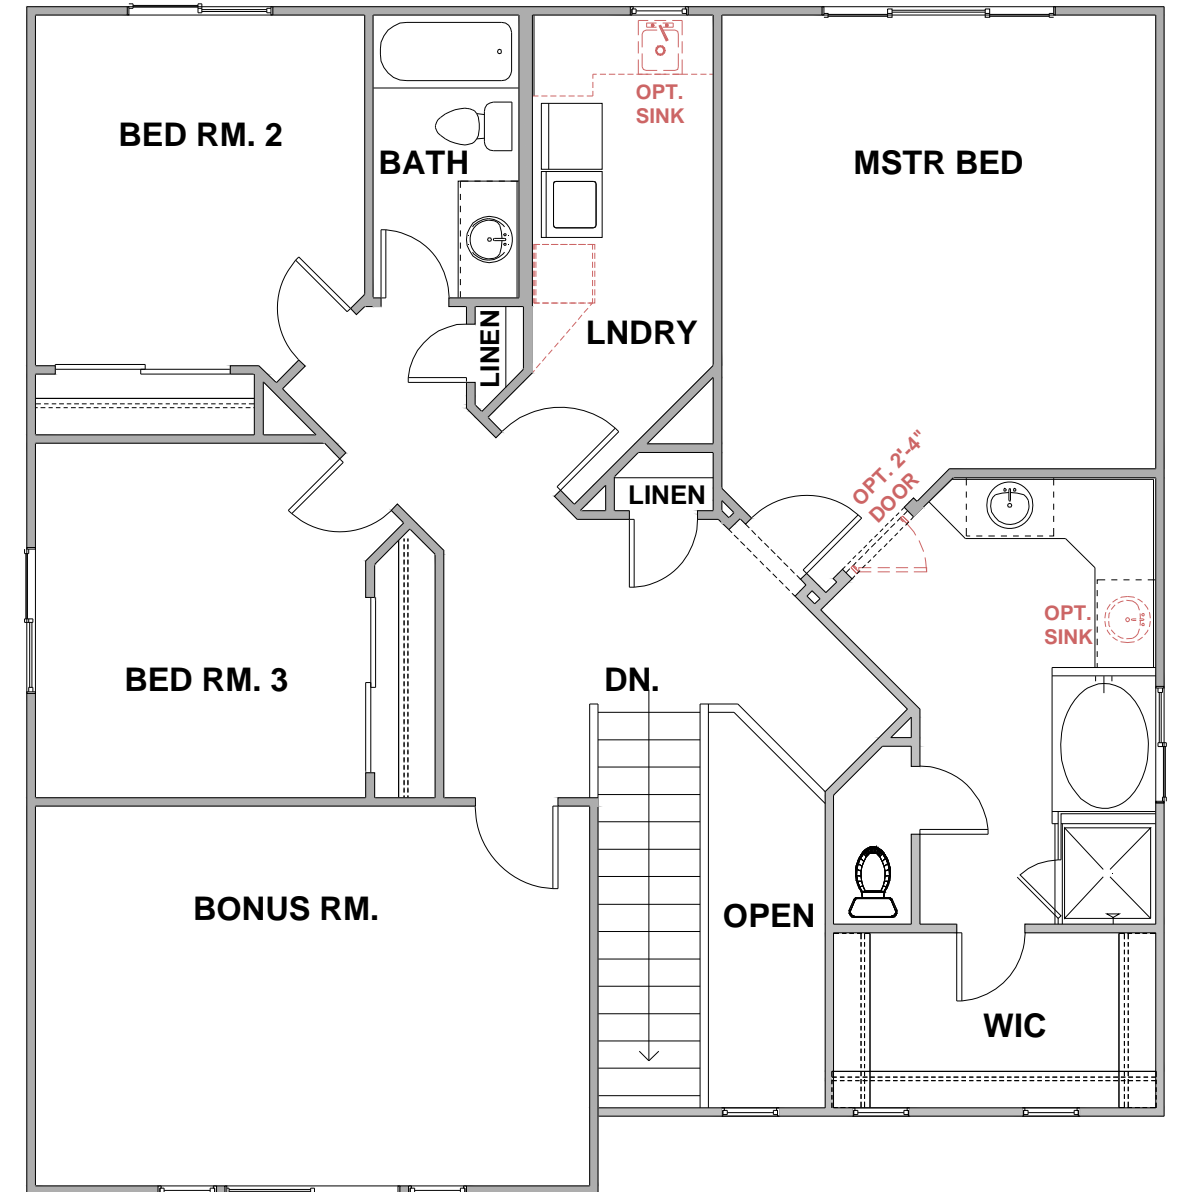 OPT.
SINK
BED RM. 2
BATH
MSTR BED
LNDRY
LINEN
OPT. 2'-4"
DOOR
LINEN
OPT.
SINK
BED RM. 3
DN.
BONUS RM.
OPEN
WIC